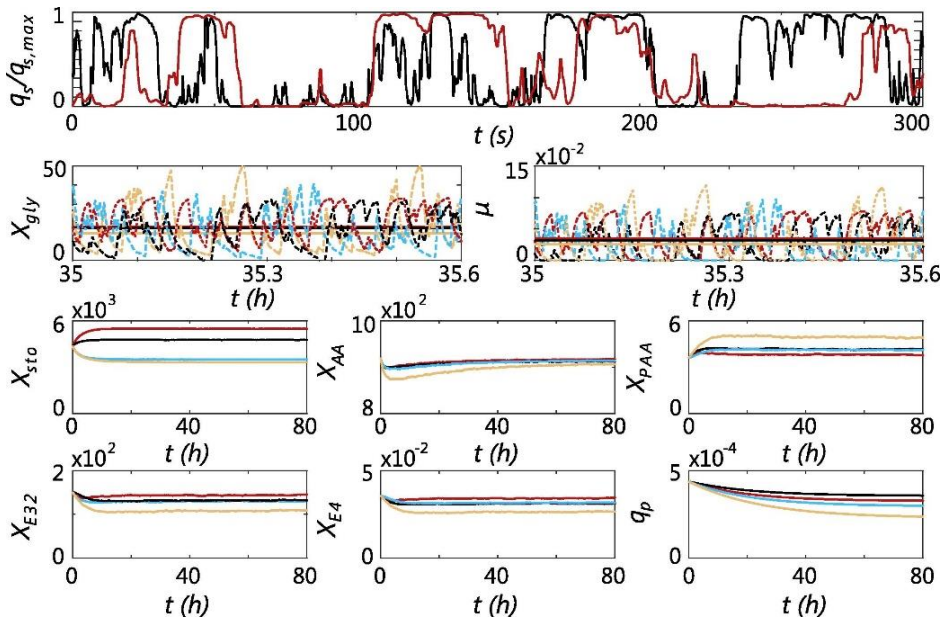 1
q_s/q_{s,max}
0
0 100 200 300
t (s)
x10^-2
50 15
X_gly μ
0 0
35 35.3 35.6 35 35.3 35.6
t (h) t (h)
x10^3 x10^2
6 10 6
X_sto X_AA X_PAA
0 8 0
0 40 80 0 40 80 0 40 80
t (h) t (h) t (h)
x10^2 x10^-2 x10^-4
2 5 5
X_E32 X_E4 q_p
0 0 0
0 40 80 0 40 80 0 40 80
t (h) t (h) t (h)